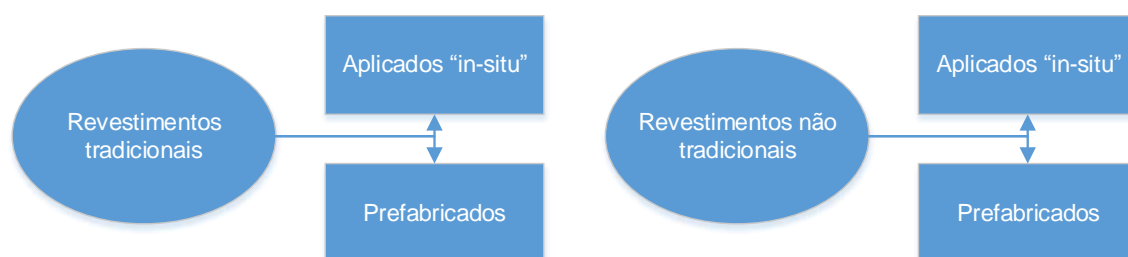 Revestimentos
tradicionais
Aplicados “in-situ”
Prefabricados
Revestimentos não
tradicionais
Aplicados “in-situ”
Prefabricados